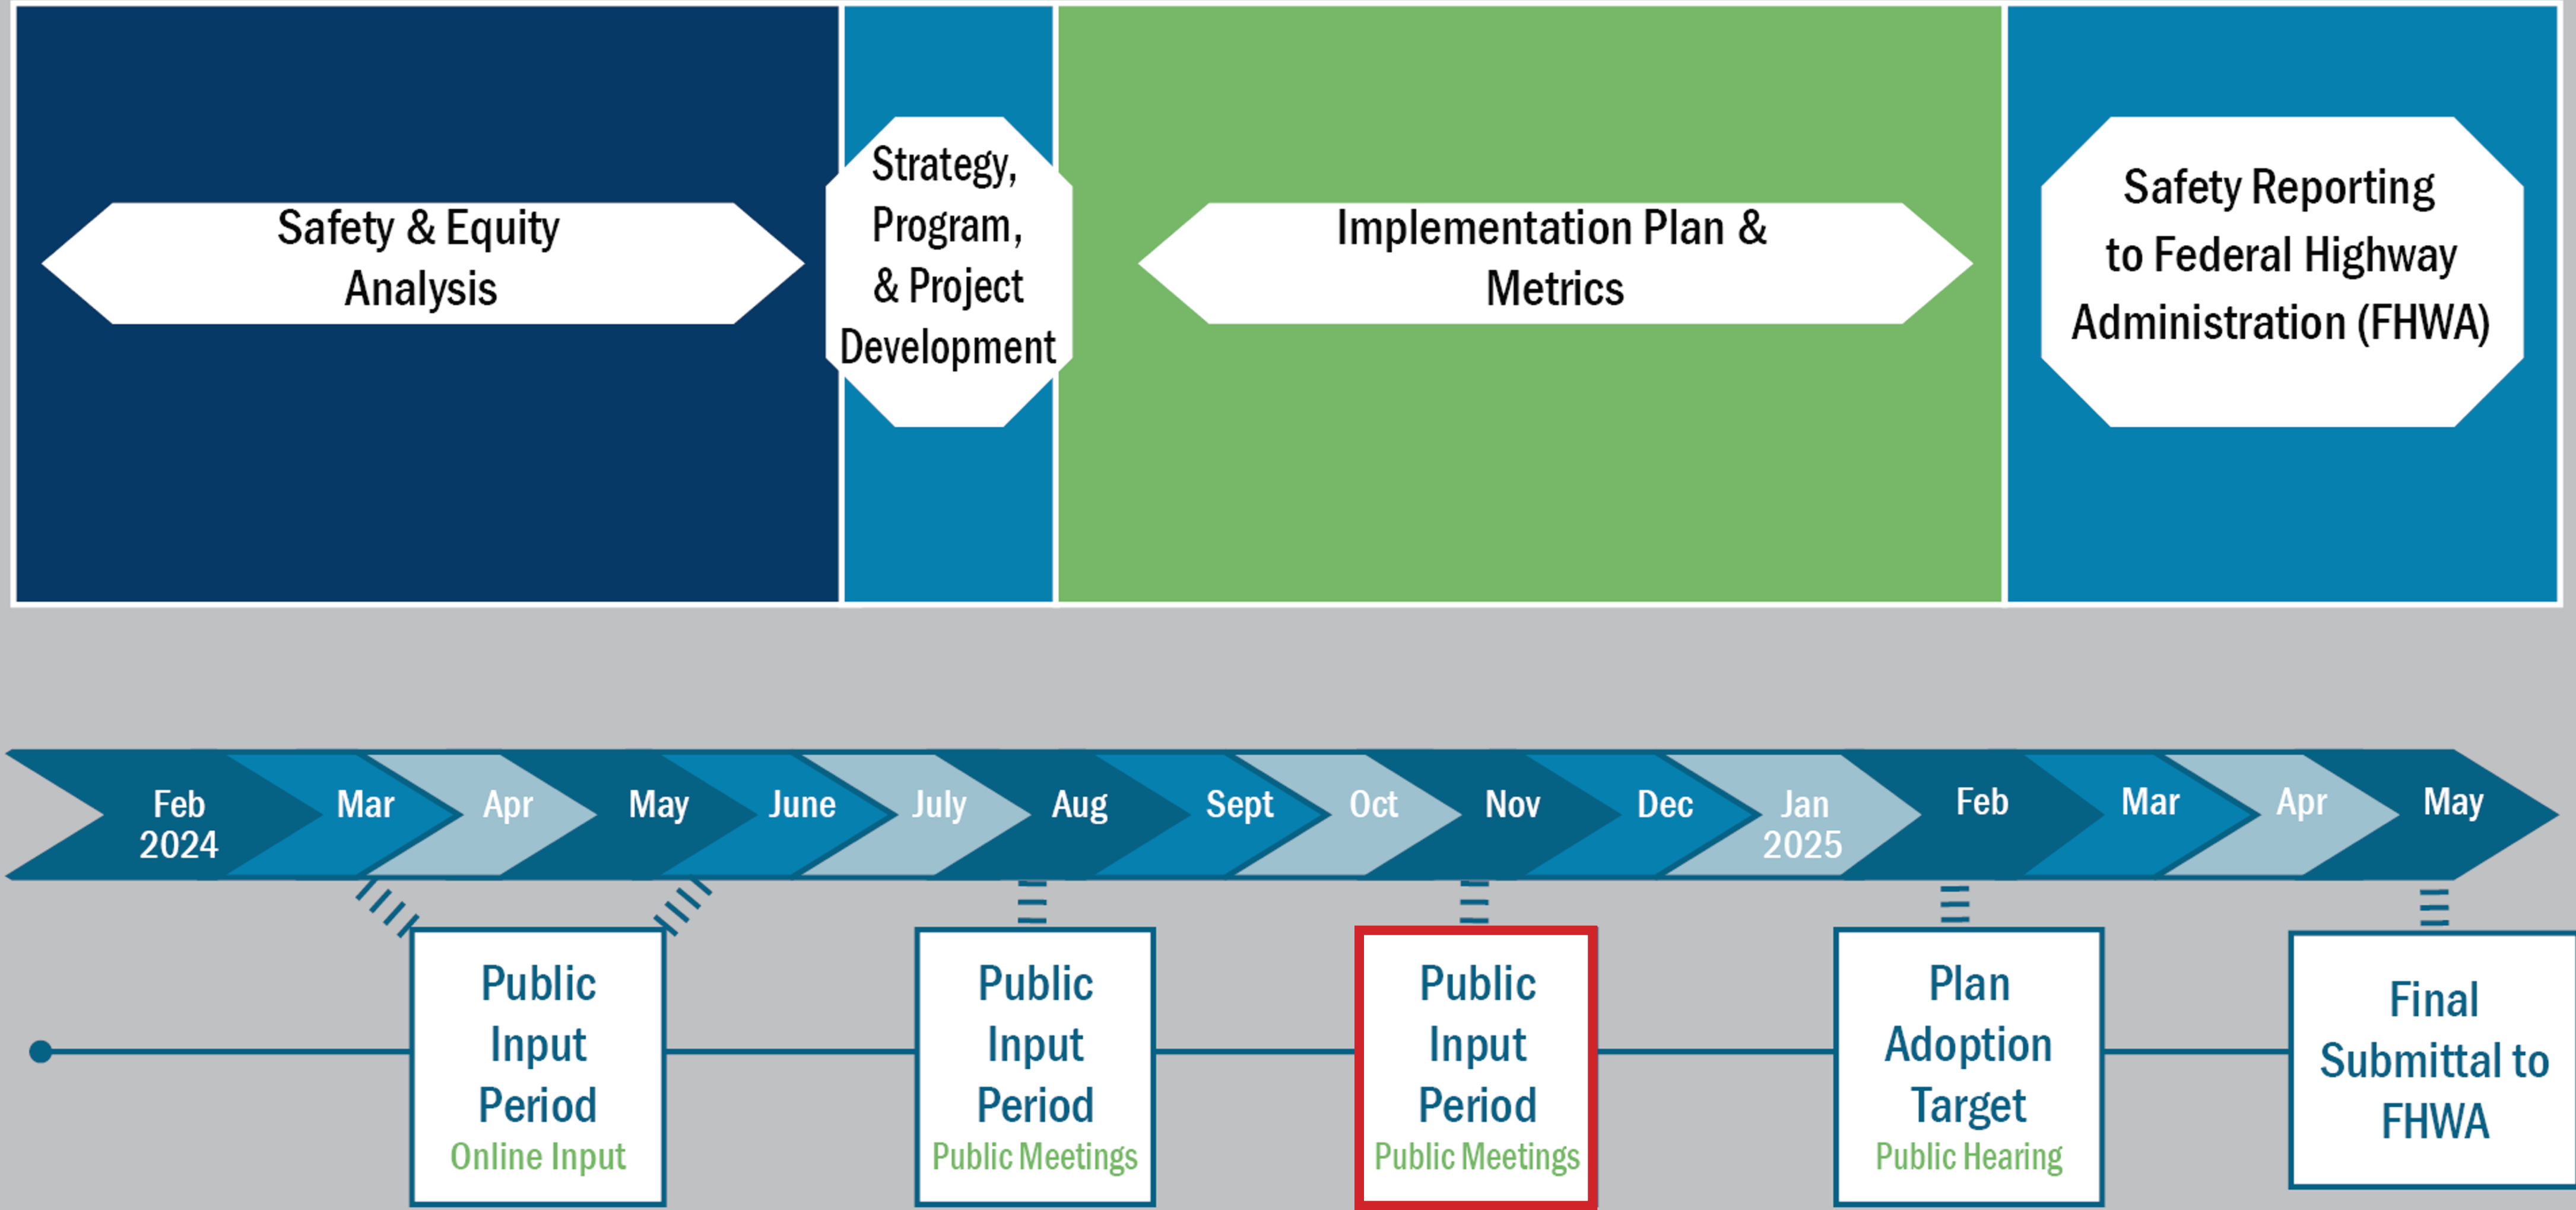 Safety & Equity
Analysis
Strategy,
Program,
& Project
Development
Implementation Plan &
Metrics
Safety Reporting
to Federal Highway
Administration (FHWA)
Feb
2024
Mar
Apr
May
June
July
Aug
Sept
Oct
Nov
Dec
Jan
2025
Feb
Mar
Apr
May
Public
Input
Period
Online Input
Public
Input
Period
Public Meetings
Public
Input
Period
Public Meetings
Plan
Adoption
Target
Public Hearing
Final
Submittal to
FHWA